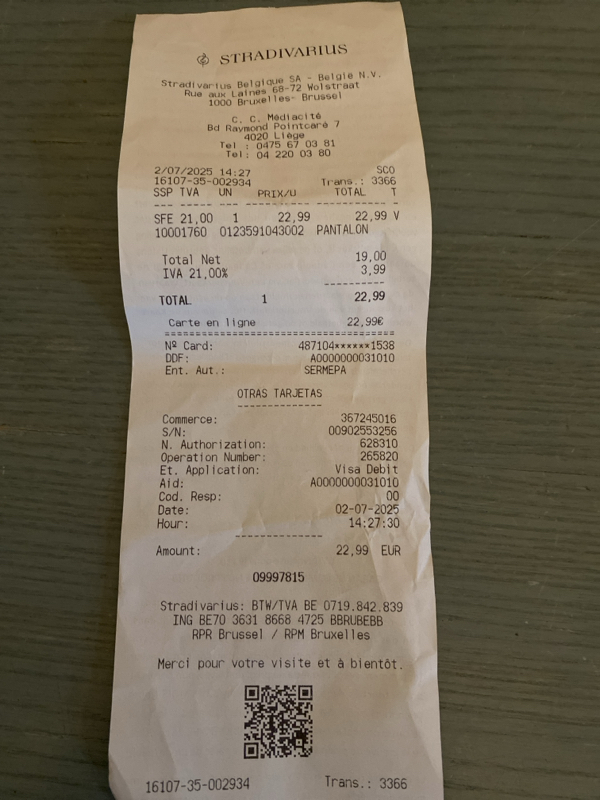 STRADIVARIUS
Stradivarius Belgique SA - België N.V.
Rue aux Laines 68-72 Wolstraat
1000 Bruxelles- Brussel
C. C. Médiacité
Bd Raymond Pointcaré 7
4020 Liège
Tel : 0475 67 03 81
Tel: 04 220 03 80
2/07/2025 14:27 SCO
16107-35-002934 Trans.: 3366
SSP TVA UN PRIX/U TOTAL T
SFE 21,00 1 22,99 22,99 V
10001760 0123591043002 PANTALON
Total Net 19,00
IVA 21,00% 3,99
TOTAL 1 22,99
Carte en ligne 22,99€
Nº Card: 487104******1538
DDF: A0000000031010
Ent. Aut.: SERMEPA
OTRAS TARJETAS
Commerce: 367245016
S/N: 00902553256
N. Authorization: 628310
Operation Number: 265820
Et. Application: Visa Debit
Aid: A0000000031010
Cod. Resp: 00
Date: 02-07-2025
Hour: 14:27:30
Amount: 22,99 EUR
09997815
Stradivarius: BTW/TVA BE 0719.842.839
ING BE70 3631 8668 4725 BBRUBEBB
RPR Brussel / RPM Bruxelles
Merci pour votre visite et à bientôt.
16107-35-002934 Trans.: 3366